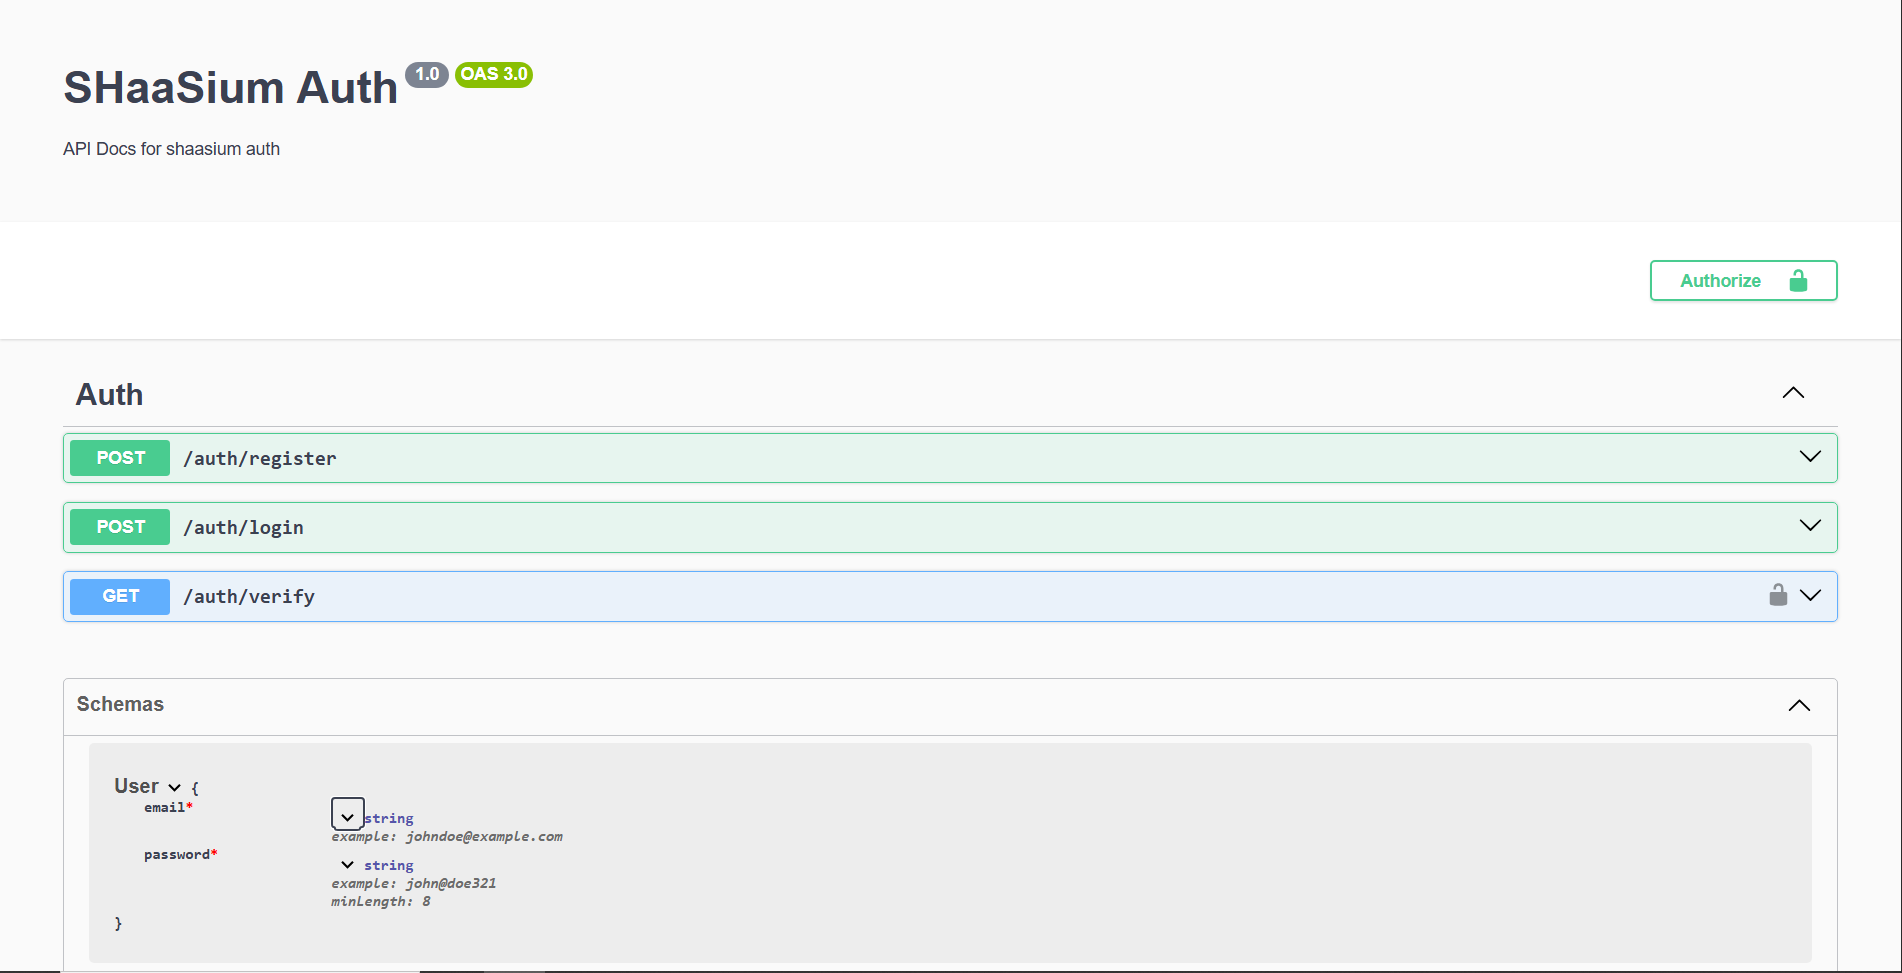 SHaaSium Auth 1.0 OAS 3.0
API Docs for shaasium auth
Authorize
Auth
POST /auth/register
POST /auth/login
GET /auth/verify
Schemas
User {
email* string
example: johndoe@example.com
password* string
example: john@doe321
minLength: 8
}